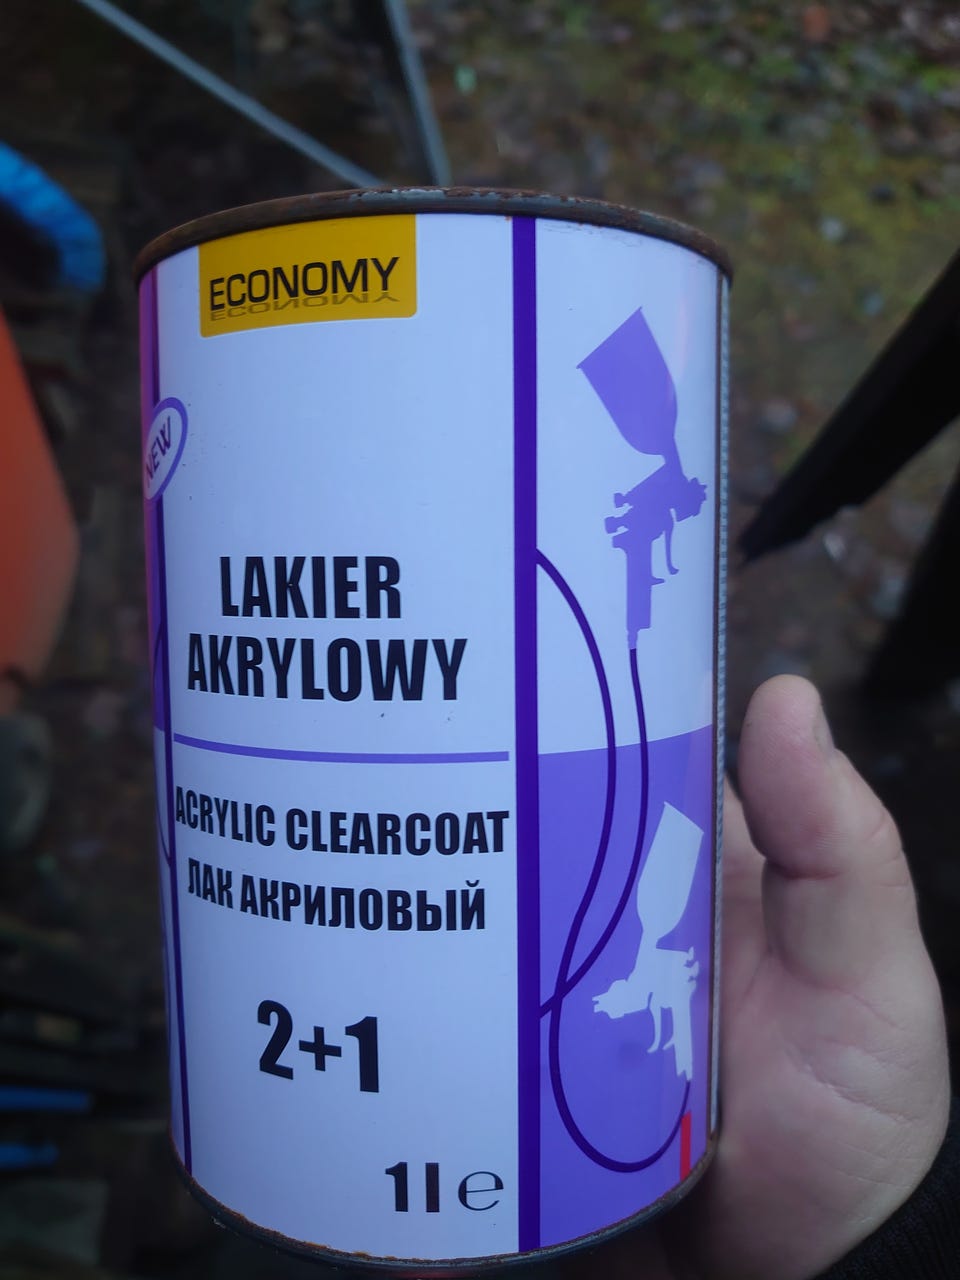 ECONOMY
NEW
LAKIER
AKRYLOWY
ACRYLIC CLEARCOAT
ЛАК АКРИЛОВЫЙ
2+1
1l e